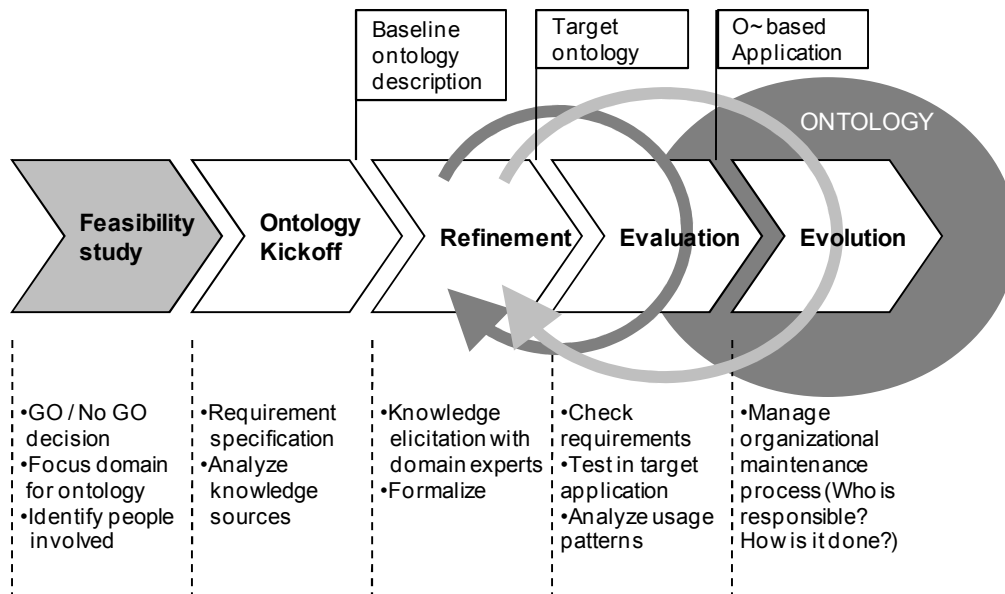 Baseline
ontology
description
Target
ontology
O~based
Application
ONTOLOGY
Feasibility
study
Ontology
Kickoff
Refinement
Evaluation
Evolution
•GO / No GO
decision
•Focus domain
for ontology
•Identify people
involved
•Requirement
specification
•Analyze
knowledge
sources
•Knowledge
elicitation with
domain experts
•Formalize
•Check
requirements
•Test in target
application
•Analyze usage
patterns
•Manage
organizational
maintenance
process (Who is
responsible?
How is it done?)